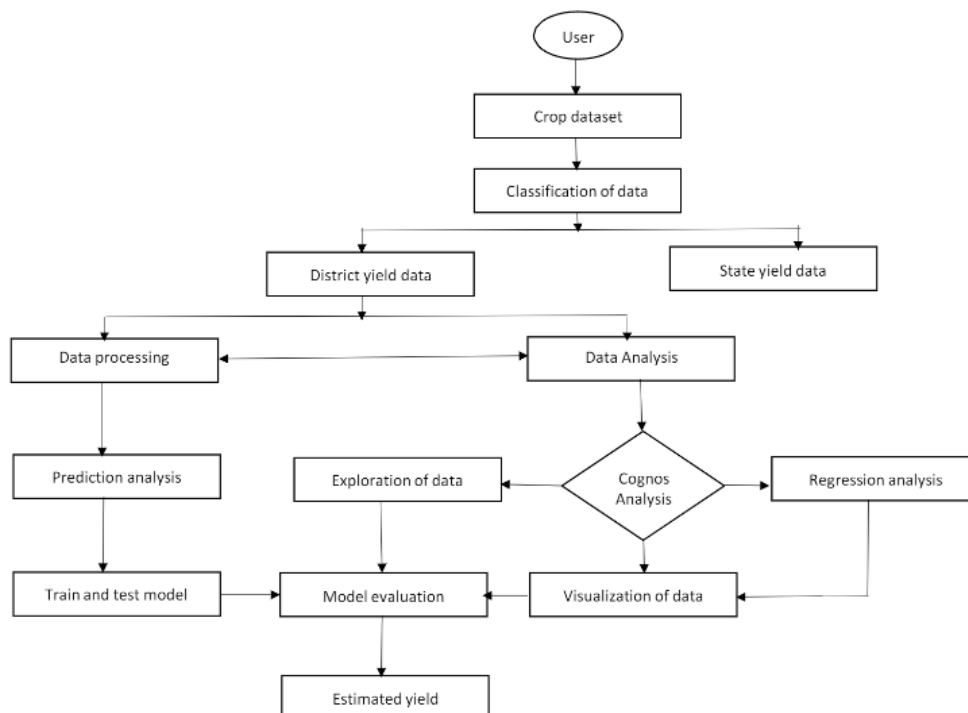 User
Crop dataset
Classification of data
District yield data
State yield data
Data processing
Data Analysis
Prediction analysis
Exploration of data
Cognos
Analysis
Regression analysis
Train and test model
Model evaluation
Visualization of data
Estimated yield